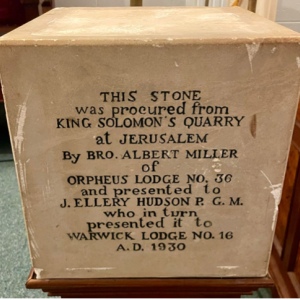 THIS STONE
was procured from
KING SOLOMON'S QUARRY
at JERUSALEM
By BRO. ALBERT MILLER
of
ORPHEUS LODGE NO. 36
and presented to
J. ELLERY HUDSON P. G. M.
who in turn
presented it to
WARWICK LODGE NO. 16
A. D. 1930